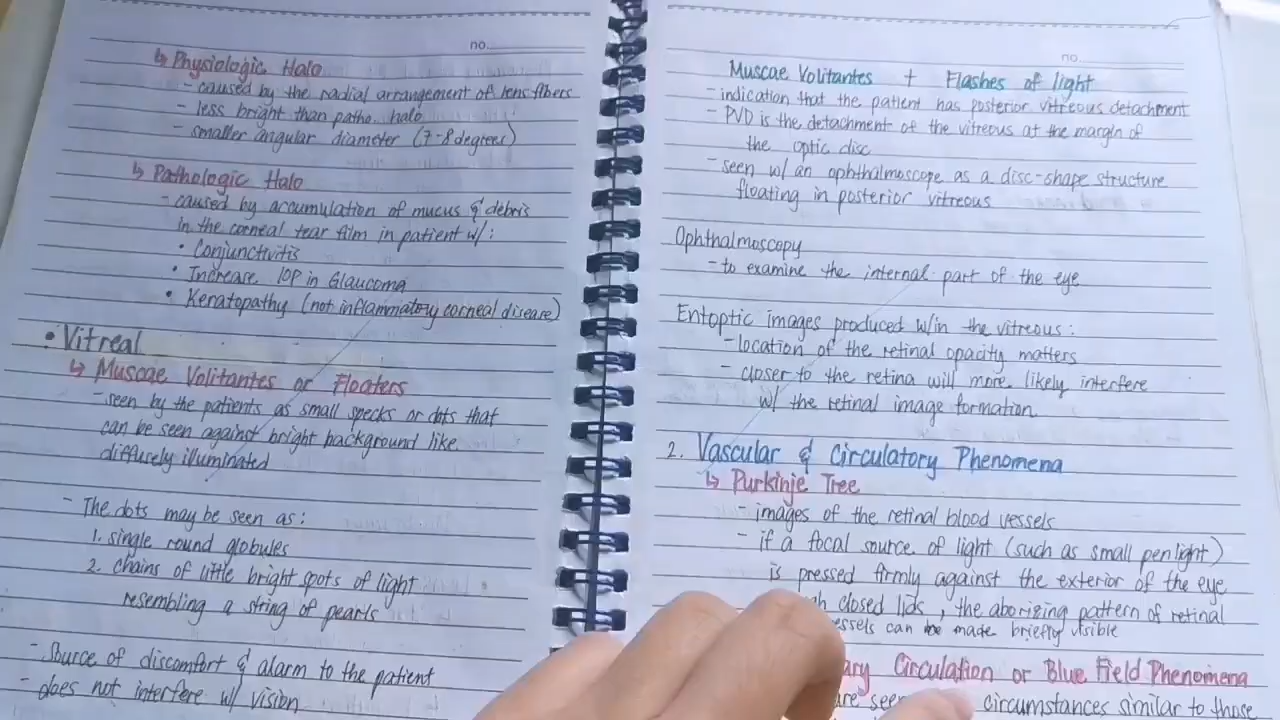 no.
↳ Physiologic Halo
- caused by the radial arrangement of lens fibers
- less bright than patho. halo
- smaller angular diameter (7-8 degree)
↳ Pathologic Halo
- caused by accumulation of mucus & debris
in the corneal tear film in patient w/:
• Conjunctivitis
• Increase IOP in Glaucoma
• Keratopathy (not inflammatory corneal disease)
• Vitreal
↳ Muscae Volitantes or Floaters
- seen by the patients as small specks or dots that
can be seen against bright background like
diffusely illuminated
- The dots may be seen as:
1. single round globules
2. chains of little bright spots of light
resembling a string of pearls
- Source of discomfort & alarm to the patient
- does not interfere w/ vision
no.
Muscae Volitantes + Flashes of light
- indication that the patient has posterior vitreous detachment
- PVD is the detachment of the vitreous at the margin of
the optic disc
- seen w/ an ophthalmoscope as a disc-shape structure
floating in posterior vitreous
Ophthalmoscopy
- to examine the internal part of the eye
Entoptic images produced w/in the vitreous:
- location of the retinal opacity matters
- closer to the retina will more likely interfere
w/ the retinal image formation
2. Vascular & Circulatory Phenomena
↳ Purkinje Tree
- images of the retinal blood vessels
- if a focal source of light (such as small penlight)
is pressed firmly against the exterior of the eye
closed lids, the aborizing pattern of retinal
can be made briefly visible
Circulation or Blue Field Phenomena
are circumstances similar to those